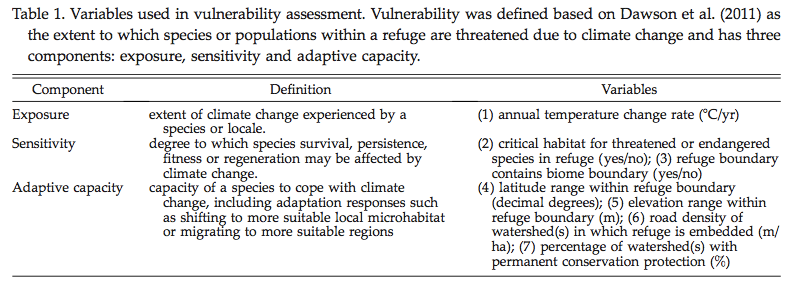 Table 1. Variables used in vulnerability assessment. Vulnerability was defined based on Dawson et al. (2011) as
the extent to which species or populations within a refuge are threatened due to climate change and has three
components: exposure, sensitivity and adaptive capacity.
Component Definition Variables
Exposure extent of climate change experienced by a (1) annual temperature change rate (°C/yr)
species or locale.
Sensitivity degree to which species survival, persistence, (2) critical habitat for threatened or endangered
fitness or regeneration may be affected by species in refuge (yes/no); (3) refuge boundary
climate change. contains biome boundary (yes/no)
Adaptive capacity capacity of a species to cope with climate (4) latitude range within refuge boundary
change, including adaptation responses such (decimal degrees); (5) elevation range within
as shifting to more suitable local microhabitat refuge boundary (m); (6) road density of
or migrating to more suitable regions watershed(s) in which refuge is embedded (m/
ha); (7) percentage of watershed(s) with
permanent conservation protection (%)